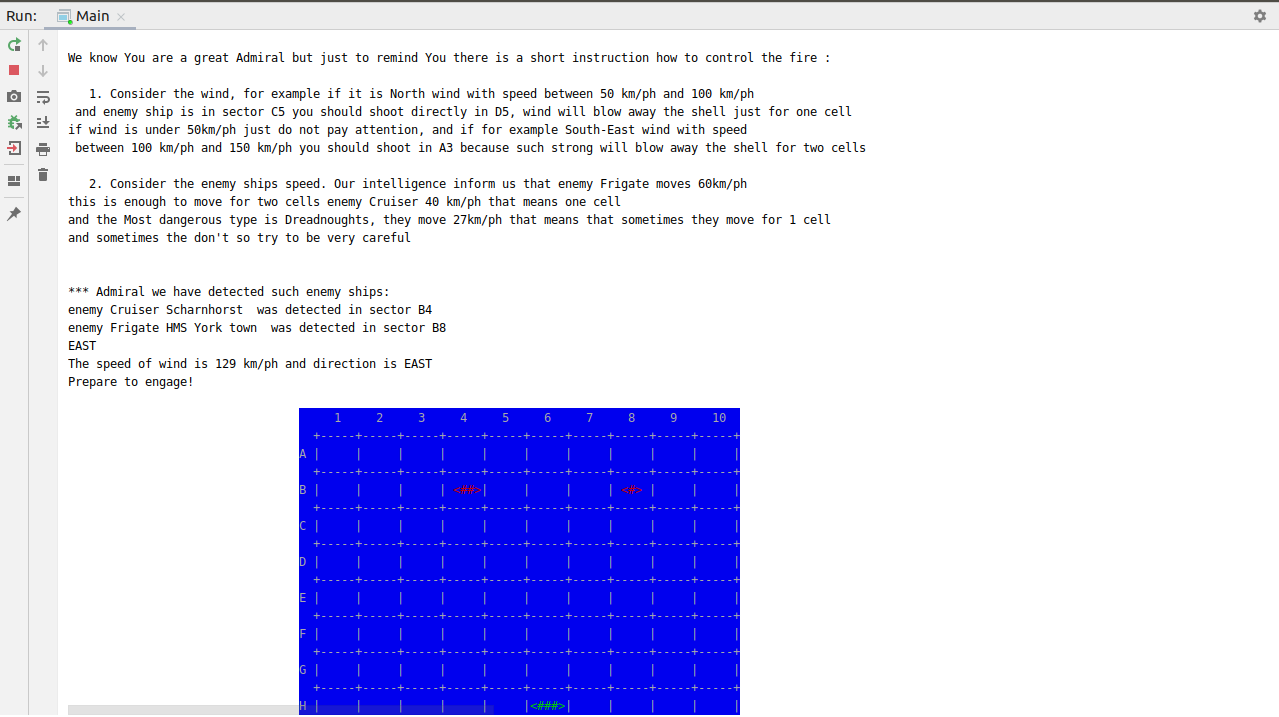 Run: Main
We know You are a great Admiral but just to remind You there is a short instruction how to control the fire :
1. Consider the wind, for example if it is North wind with speed between 50 km/ph and 100 km/ph
and enemy ship is in sector C5 you should shoot directly in D5, wind will blow away the shell just for one cell
if wind is under 50km/ph just do not pay attention, and if for example South-East wind with speed
between 100 km/ph and 150 km/ph you should shoot in A3 because such strong will blow away the shell for two cells
2. Consider the enemy ships speed. Our intelligence inform us that enemy Frigate moves 60km/ph
this is enough to move for two cells enemy Cruiser 40 km/ph that means one cell
and the Most dangerous type is Dreadnoughts, they move 27km/ph that means that sometimes they move for 1 cell
and sometimes the don't so try to be very careful
*** Admiral we have detected such enemy ships:
enemy Cruiser Scharnhorst  was detected in sector B4
enemy Frigate HMS York town  was detected in sector B8
EAST
The speed of wind is 129 km/ph and direction is EAST
Prepare to engage!
1 2 3 4 5 6 7 8 9 10
+-----+-----+-----+-----+-----+-----+-----+-----+-----+-----+
A |     |     |     |     |     |     |     |     |     |     |
+-----+-----+-----+-----+-----+-----+-----+-----+-----+-----+
B |     |     |     | <##>|     |     |     | <#> |     |     |
+-----+-----+-----+-----+-----+-----+-----+-----+-----+-----+
C |     |     |     |     |     |     |     |     |     |     |
+-----+-----+-----+-----+-----+-----+-----+-----+-----+-----+
D |     |     |     |     |     |     |     |     |     |     |
+-----+-----+-----+-----+-----+-----+-----+-----+-----+-----+
E |     |     |     |     |     |     |     |     |     |     |
+-----+-----+-----+-----+-----+-----+-----+-----+-----+-----+
F |     |     |     |     |     |     |     |     |     |     |
+-----+-----+-----+-----+-----+-----+-----+-----+-----+-----+
G |     |     |     |     |     |     |     |     |     |     |
+-----+-----+-----+-----+-----+-----+-----+-----+-----+-----+
H |     |     |     |     |     |<###>|     |     |     |     |